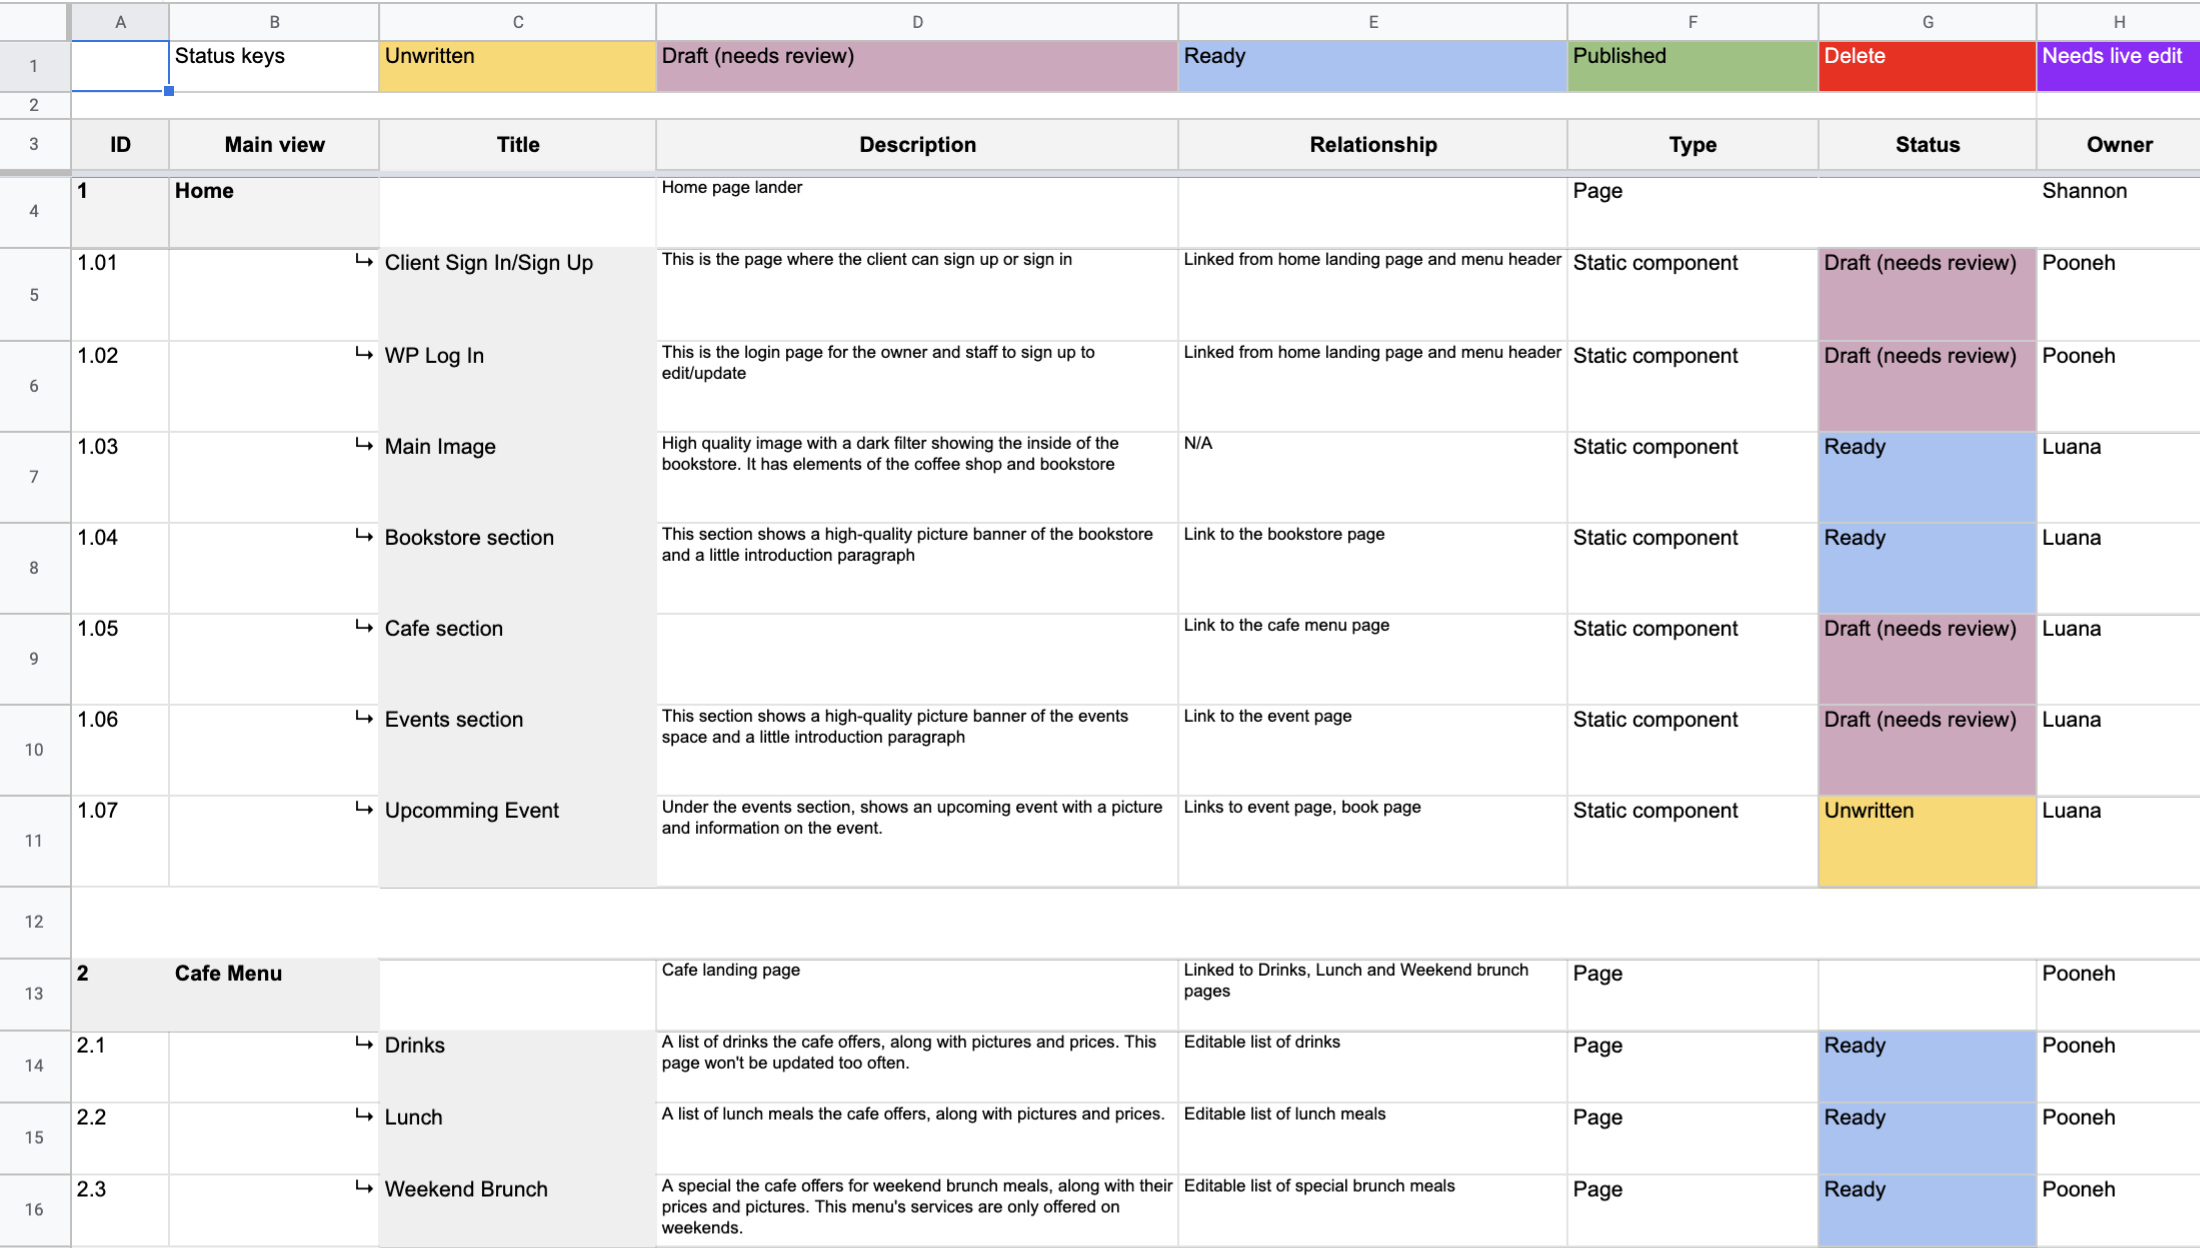 A B C D E F G H
1 Status keys Unwritten Draft (needs review) Ready Published Delete Needs live edit
2
3 ID Main view Title Description Relationship Type Status Owner
4 1 Home Home page lander Page Shannon
5 1.01 ↳ Client Sign In/Sign Up This is the page where the client can sign up or sign in Linked from home landing page and menu header Static component Draft (needs review) Pooneh
6 1.02 ↳ WP Log In This is the login page for the owner and staff to sign up to
edit/update Linked from home landing page and menu header Static component Draft (needs review) Pooneh
7 1.03 ↳ Main Image High quality image with a dark filter showing the inside of the
bookstore. It has elements of the coffee shop and bookstore N/A Static component Ready Luana
8 1.04 ↳ Bookstore section This section shows a high-quality picture banner of the bookstore
and a little introduction paragraph Link to the bookstore page Static component Ready Luana
9 1.05 ↳ Cafe section Link to the cafe menu page Static component Draft (needs review) Luana
10 1.06 ↳ Events section This section shows a high-quality picture banner of the events
space and a little introduction paragraph Link to the event page Static component Draft (needs review) Luana
11 1.07 ↳ Upcomming Event Under the events section, shows an upcoming event with a picture
and information on the event. Links to event page, book page Static component Unwritten Luana
12
13 2 Cafe Menu Cafe landing page Linked to Drinks, Lunch and Weekend brunch
pages Page Pooneh
14 2.1 ↳ Drinks A list of drinks the cafe offers, along with pictures and prices. This
page won't be updated too often. Editable list of drinks Page Ready Pooneh
15 2.2 ↳ Lunch A list of lunch meals the cafe offers, along with pictures and prices. Editable list of lunch meals Page Ready Pooneh
16 2.3 ↳ Weekend Brunch A special the cafe offers for weekend brunch meals, along with their
prices and pictures. This menu's services are only offered on
weekends. Editable list of special brunch meals Page Ready Pooneh